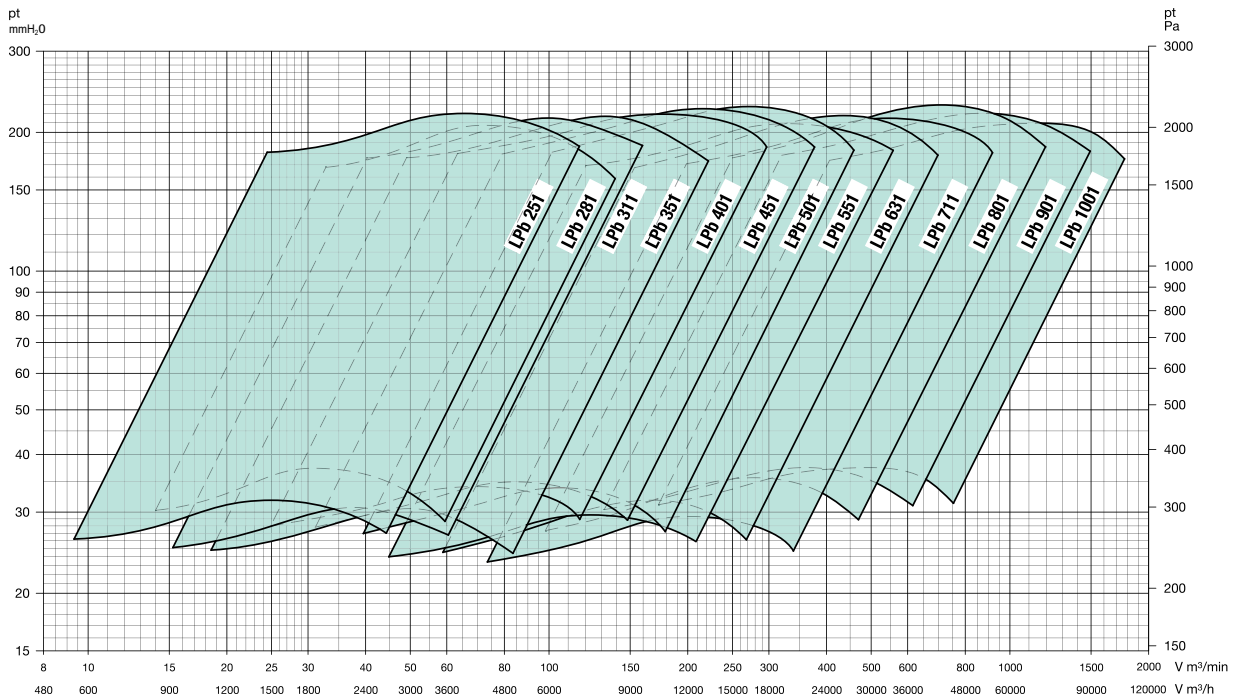 pt
mmH₂0
pt
Pa
300
200
150
100
90
80
70
60
50
40
30
20
15
3000
2000
1500
1000
900
800
700
600
500
400
300
200
150
LPb 251
LPb 281
LPb 311
LPb 351
LPb 401
LPb 451
LPb 501
LPb 551
LPb 631
LPb 711
LPb 801
LPb 901
LPb 1001
8 10 15 20 25 30 40 50 60 80 100 150 200 250 300 400 500 600 800 1000 1500 2000 V m³/min
480 600 900 1200 1500 1800 2400 3000 3600 4800 6000 9000 12000 15000 18000 24000 30000 36000 48000 60000 90000 120000 V m³/h